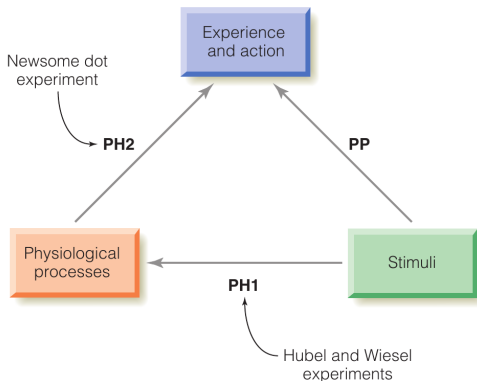 Experience
and action
Newsome dot
experiment
PH2
PP
Physiological
processes
Stimuli
PH1
Hubel and Wiesel
experiments